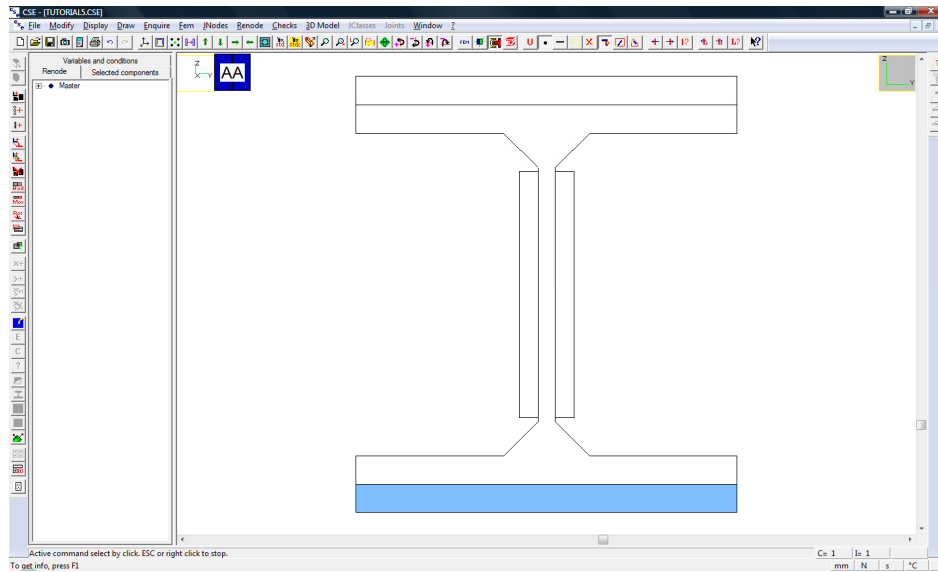 CSE - [TUTORIAL5.CSE]
File Modify Display Draw Enquire Fem JNodes Renode Checks 3D Model JClasses Joints Window ?
Variables and conditions
Renode Selected components
Master
Z
Y
AA
Z
Y
E
C
?
Active command select by click. ESC or right click to stop.
C= 1 I= 1
To get info, press F1
mm N s °C